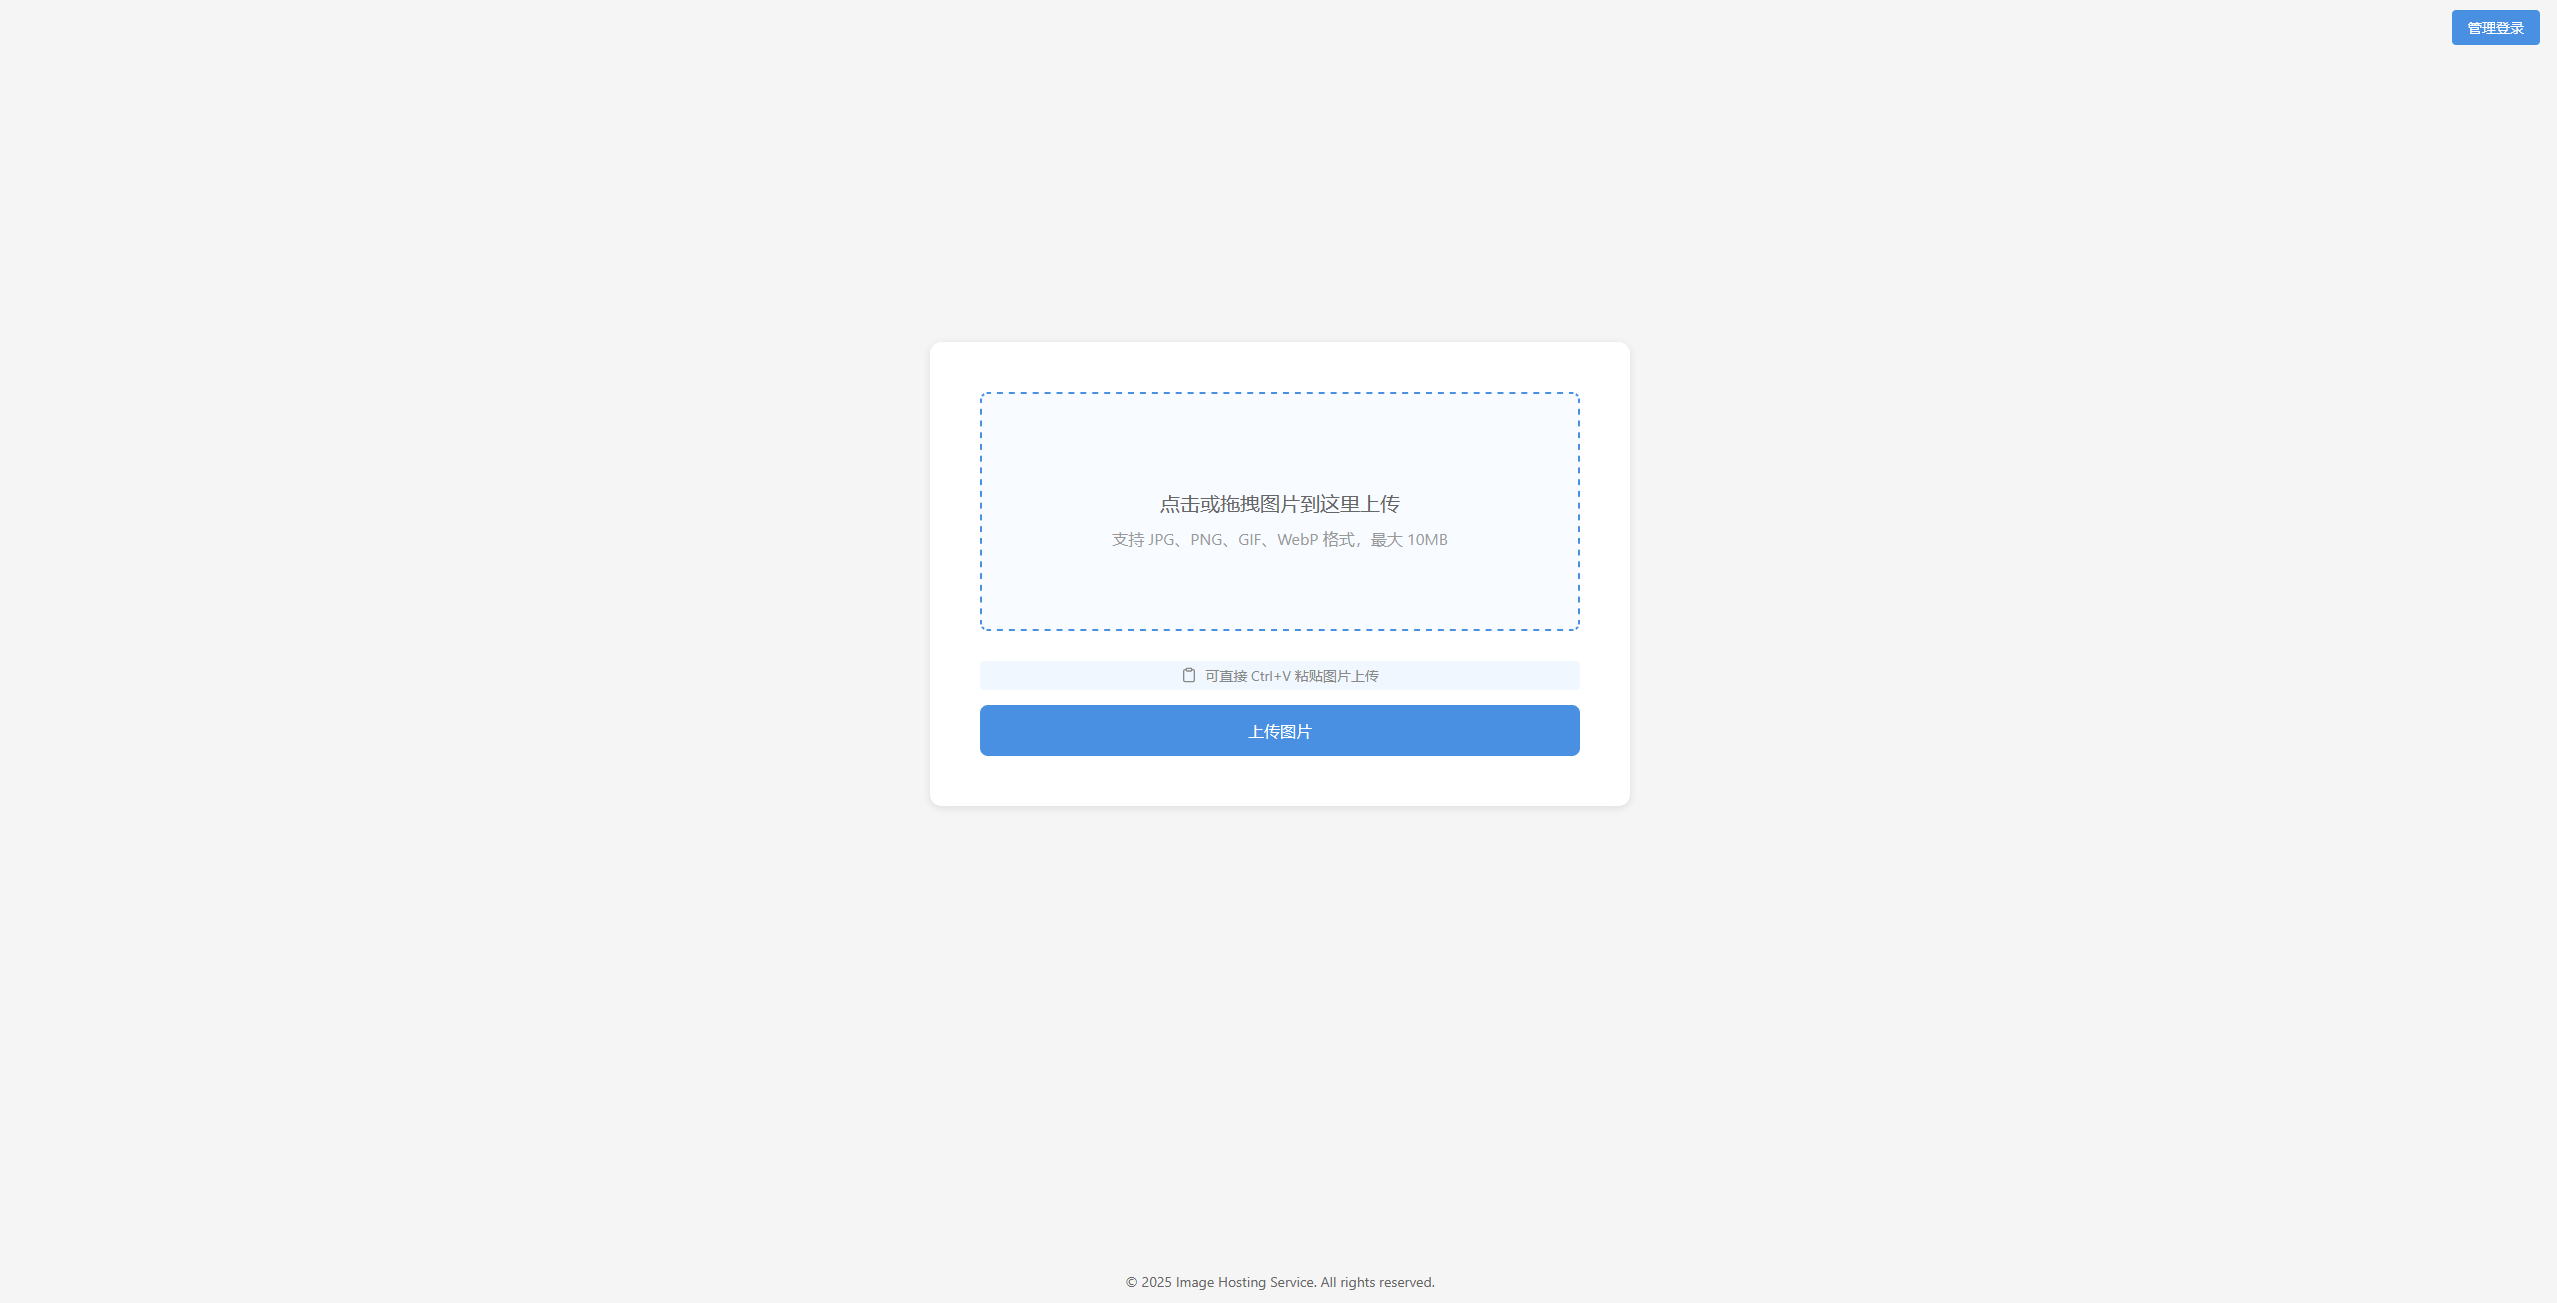 管理登录
点击或拖拽图片到这里上传
支持 JPG、PNG、GIF、WebP 格式，最大 10MB
可直接 Ctrl+V 粘贴图片上传
上传图片
© 2025 Image Hosting Service. All rights reserved.